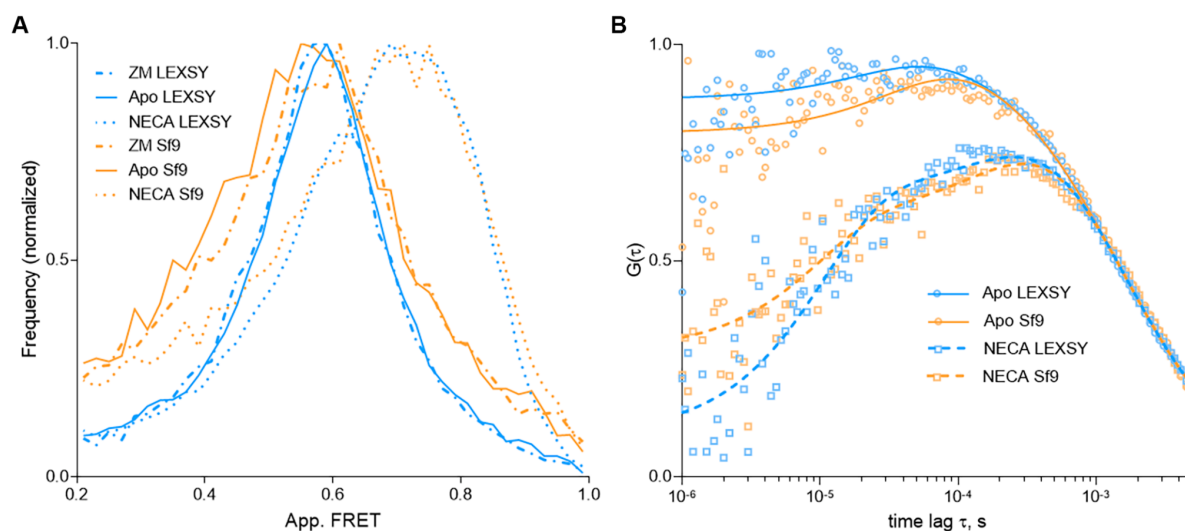 A
1.0
0.5
0.0
Frequency (normalized)
ZM LEXSY
Apo LEXSY
NECA LEXSY
ZM Sf9
Apo Sf9
NECA Sf9
0.2 0.4 0.6 0.8 1.0
App. FRET
B
1.0
0.5
0.0
G(τ)
Apo LEXSY
Apo Sf9
NECA LEXSY
NECA Sf9
10-6 10-5 10-4 10-3
time lag τ, s